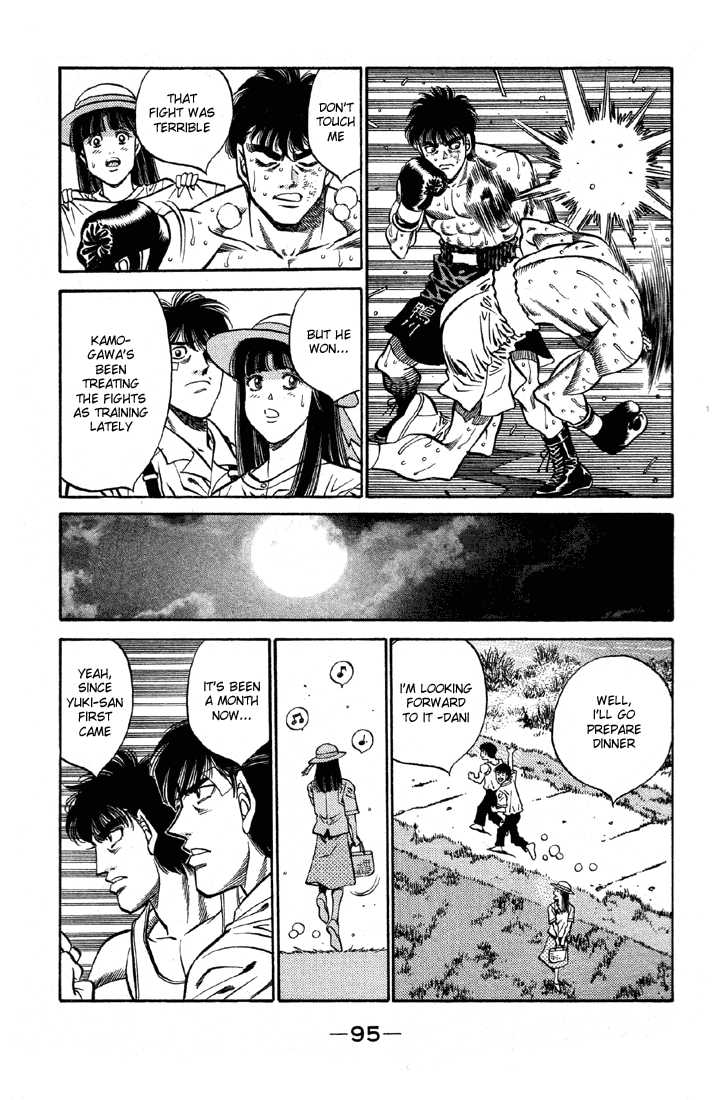 鴨川
DON'T
TOUCH
ME
THAT
FIGHT WAS
TERRIBLE
BUT HE
WON...
KAMO-
GAWA'S
BEEN
TREATING
THE FIGHTS
AS TRAINING
LATELY
WELL,
I'LL GO
PREPARE
DINNER
I'M LOOKING
FORWARD
TO IT -DANI
IT'S BEEN
A MONTH
NOW...
YEAH,
SINCE
YUKI-SAN
FIRST
CAME
—95—